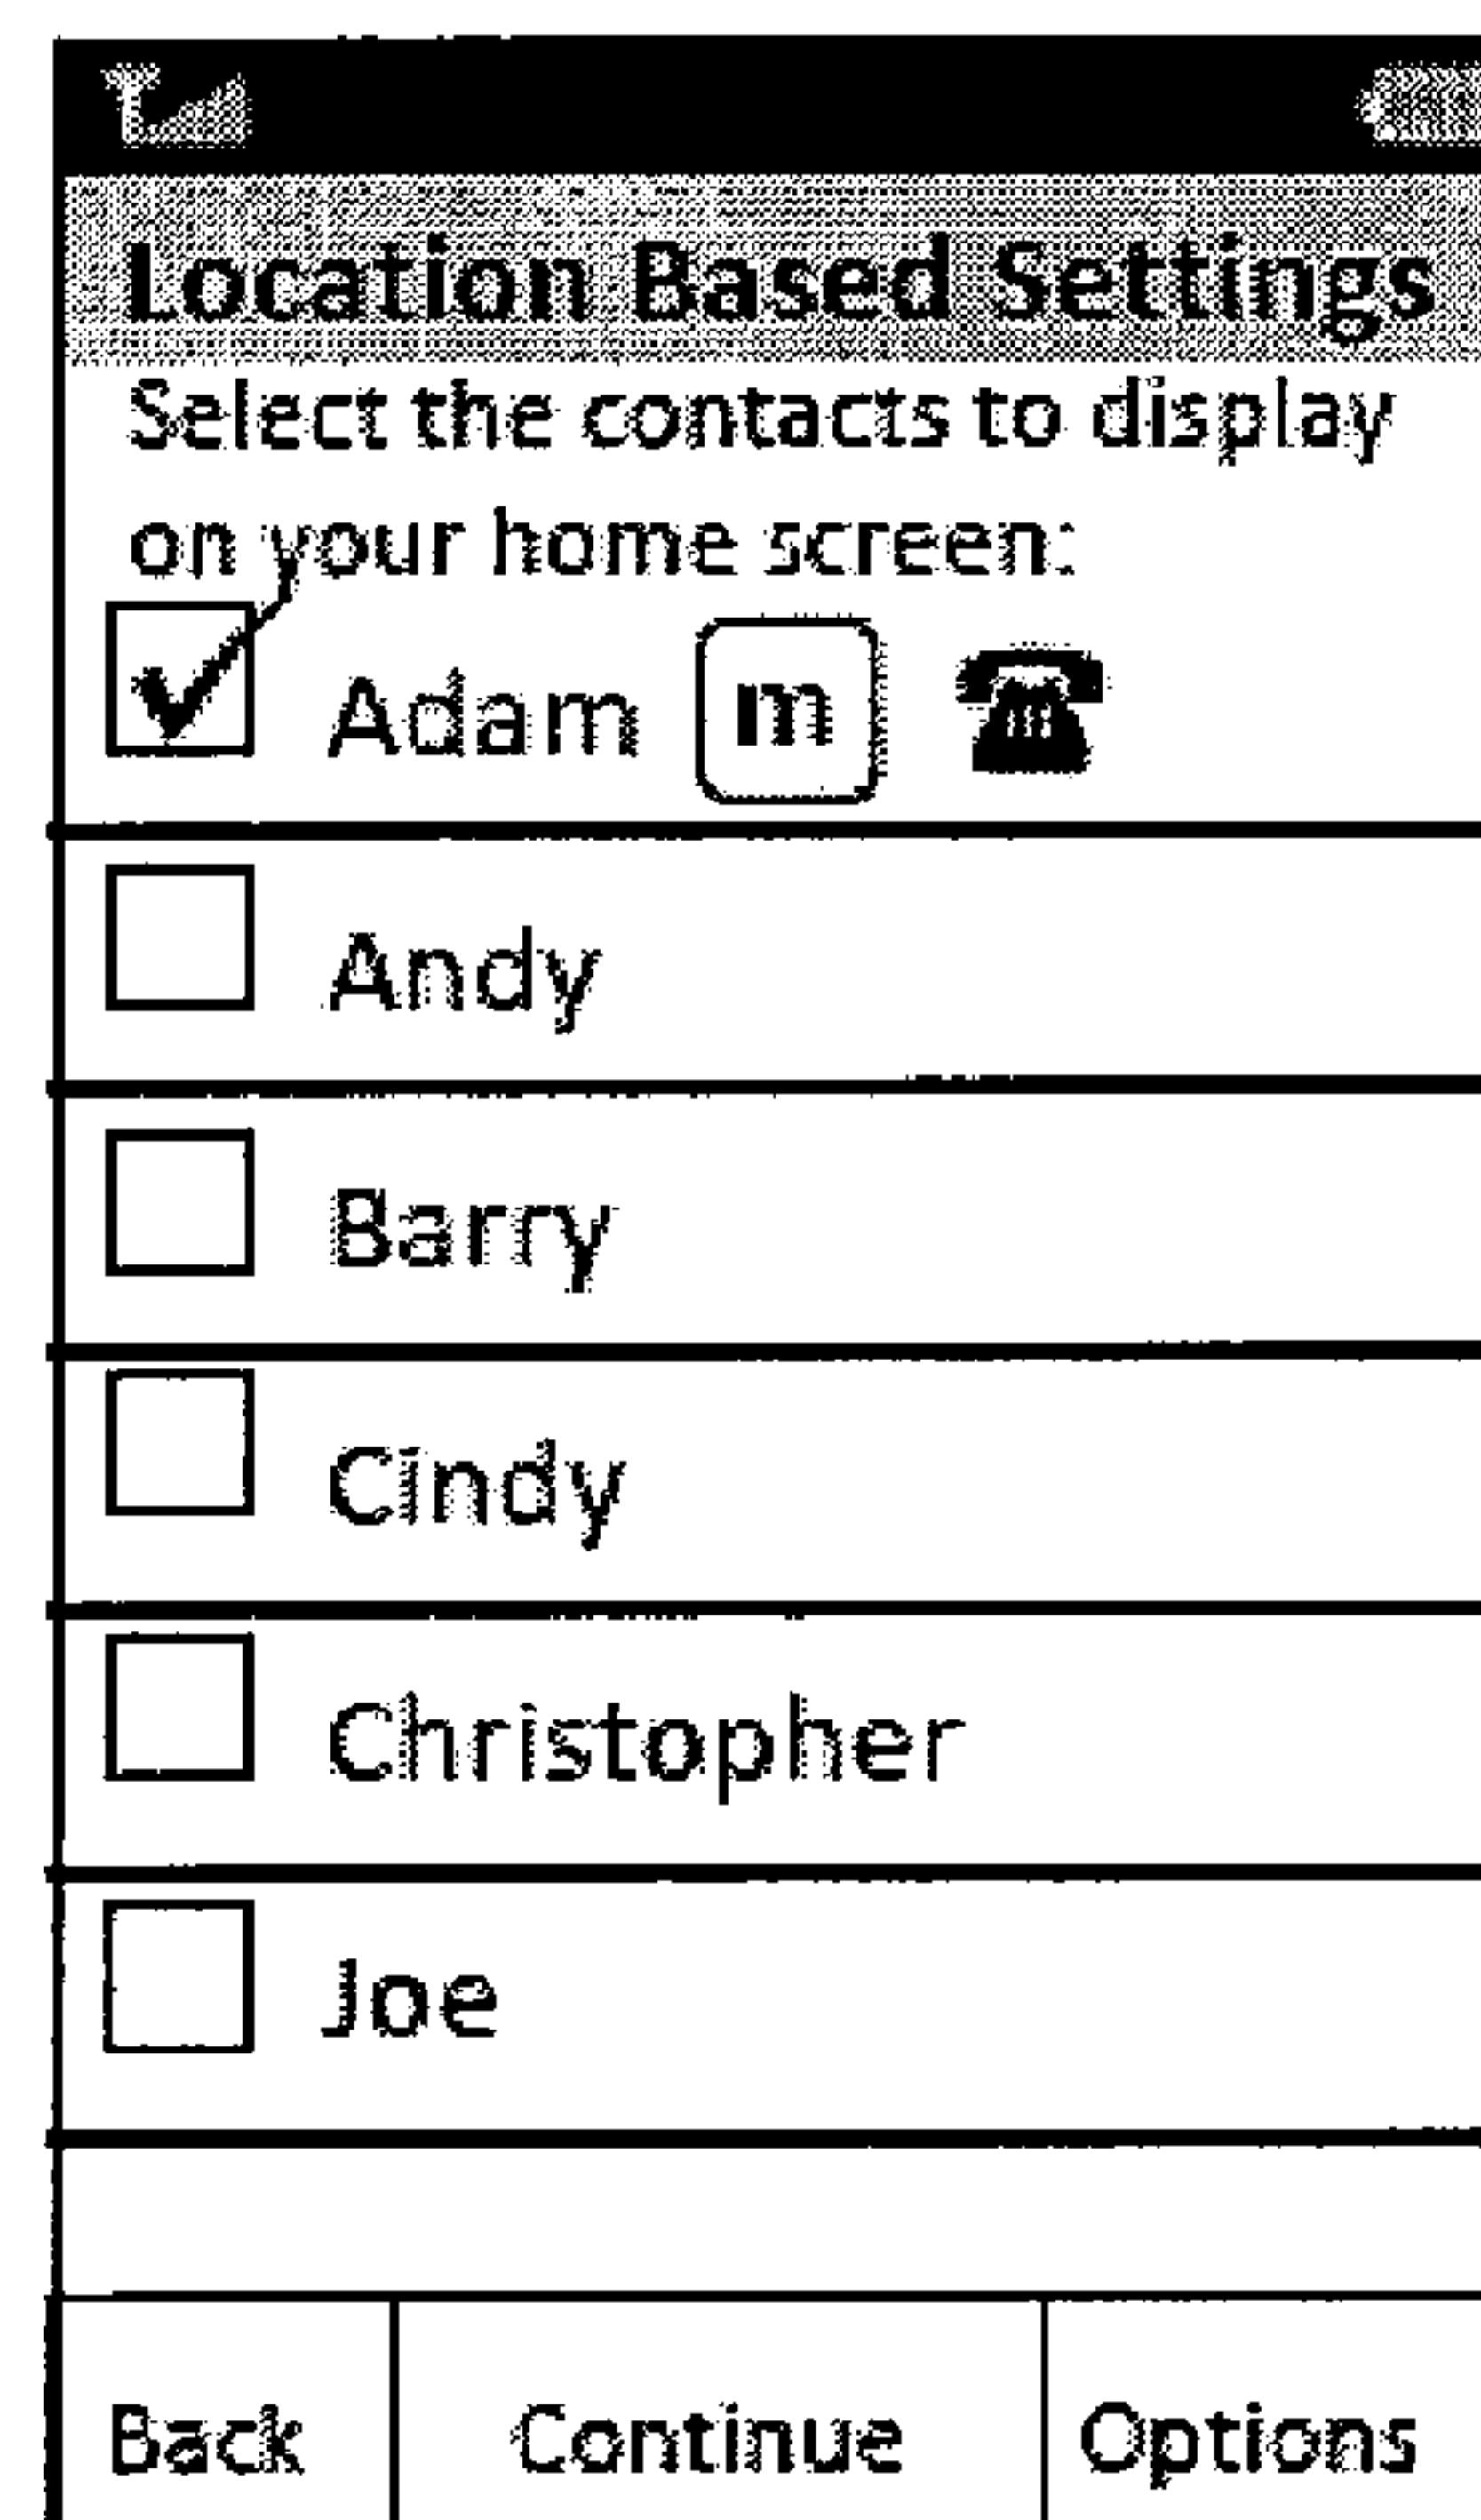 Location Based Settings
Select the contacts to display
on your home screen:
Adam m
Andy
Barry
Cindy
Christopher
Joe
Back Continue Options